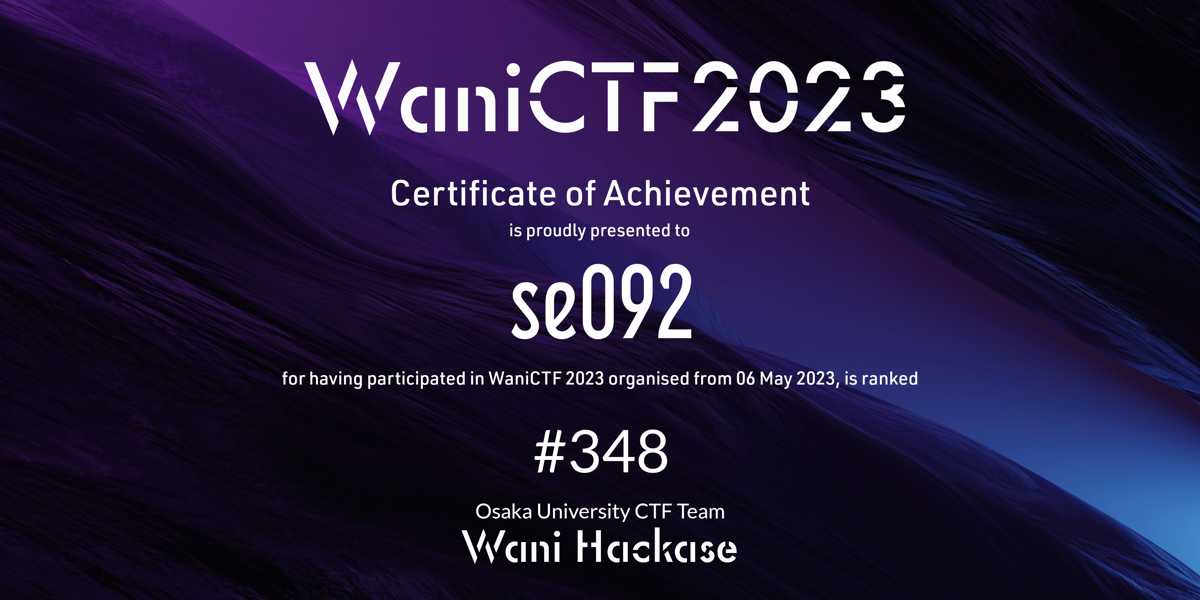 WaniCTF2023
Certificate of Achievement
is proudly presented to
se092
for having participated in WaniCTF 2023 organised from 06 May 2023, is ranked
#348
Osaka University CTF Team
Wani Hackase